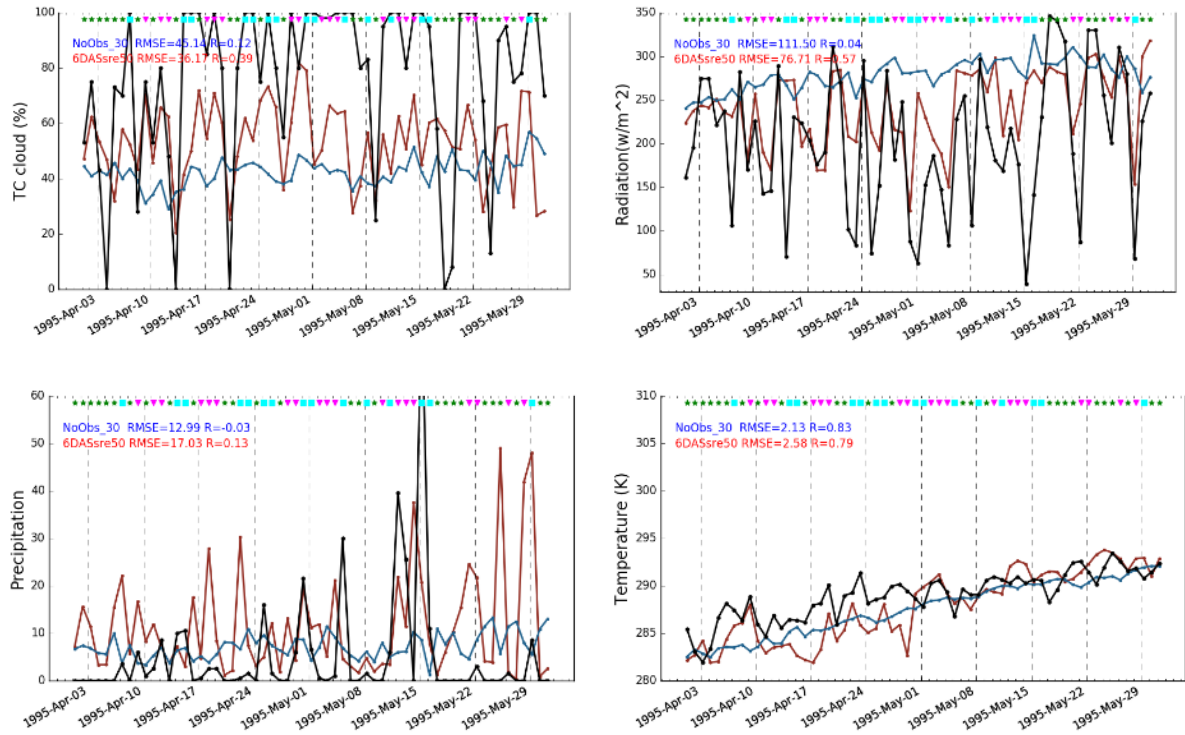 100
80
60
40
20
0
TC cloud (%)
NoObs_30 RMSE=45.14 R=0.12
6DASsre50 RMSE=36.17 R=0.39
1995-Apr-03
1995-Apr-10
1995-Apr-17
1995-Apr-24
1995-May-01
1995-May-08
1995-May-15
1995-May-22
1995-May-29
350
300
250
200
150
100
50
Radiation(w/m^2)
NoObs_30 RMSE=111.50 R=0.04
6DASsre50 RMSE=76.71 R=0.57
1995-Apr-03
1995-Apr-10
1995-Apr-17
1995-Apr-24
1995-May-01
1995-May-08
1995-May-15
1995-May-22
1995-May-29
60
50
40
30
20
10
0
Precipitation
NoObs_30 RMSE=12.99 R=-0.03
6DASsre50 RMSE=17.03 R=0.13
1995-Apr-03
1995-Apr-10
1995-Apr-17
1995-Apr-24
1995-May-01
1995-May-08
1995-May-15
1995-May-22
1995-May-29
310
305
300
295
290
285
280
Temperature (K)
NoObs_30 RMSE=2.13 R=0.83
6DASsre50 RMSE=2.58 R=0.79
1995-Apr-03
1995-Apr-10
1995-Apr-17
1995-Apr-24
1995-May-01
1995-May-08
1995-May-15
1995-May-22
1995-May-29